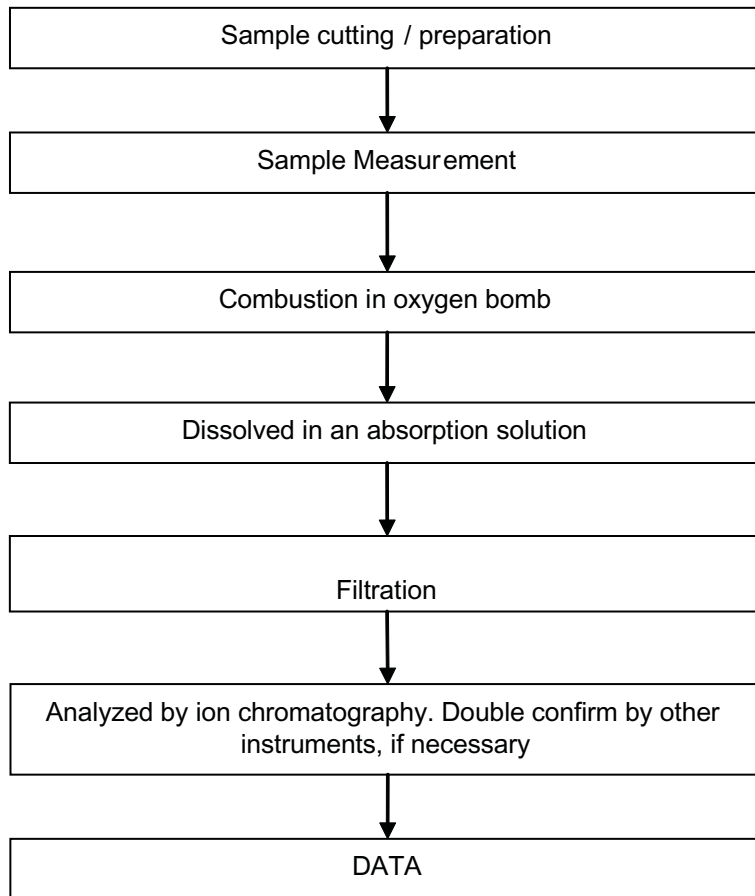 Sample cutting / preparation
Sample Measurement
Combustion in oxygen bomb
Dissolved in an absorption solution
Filtration
Analyzed by ion chromatography. Double confirm by other
instruments, if necessary
DATA